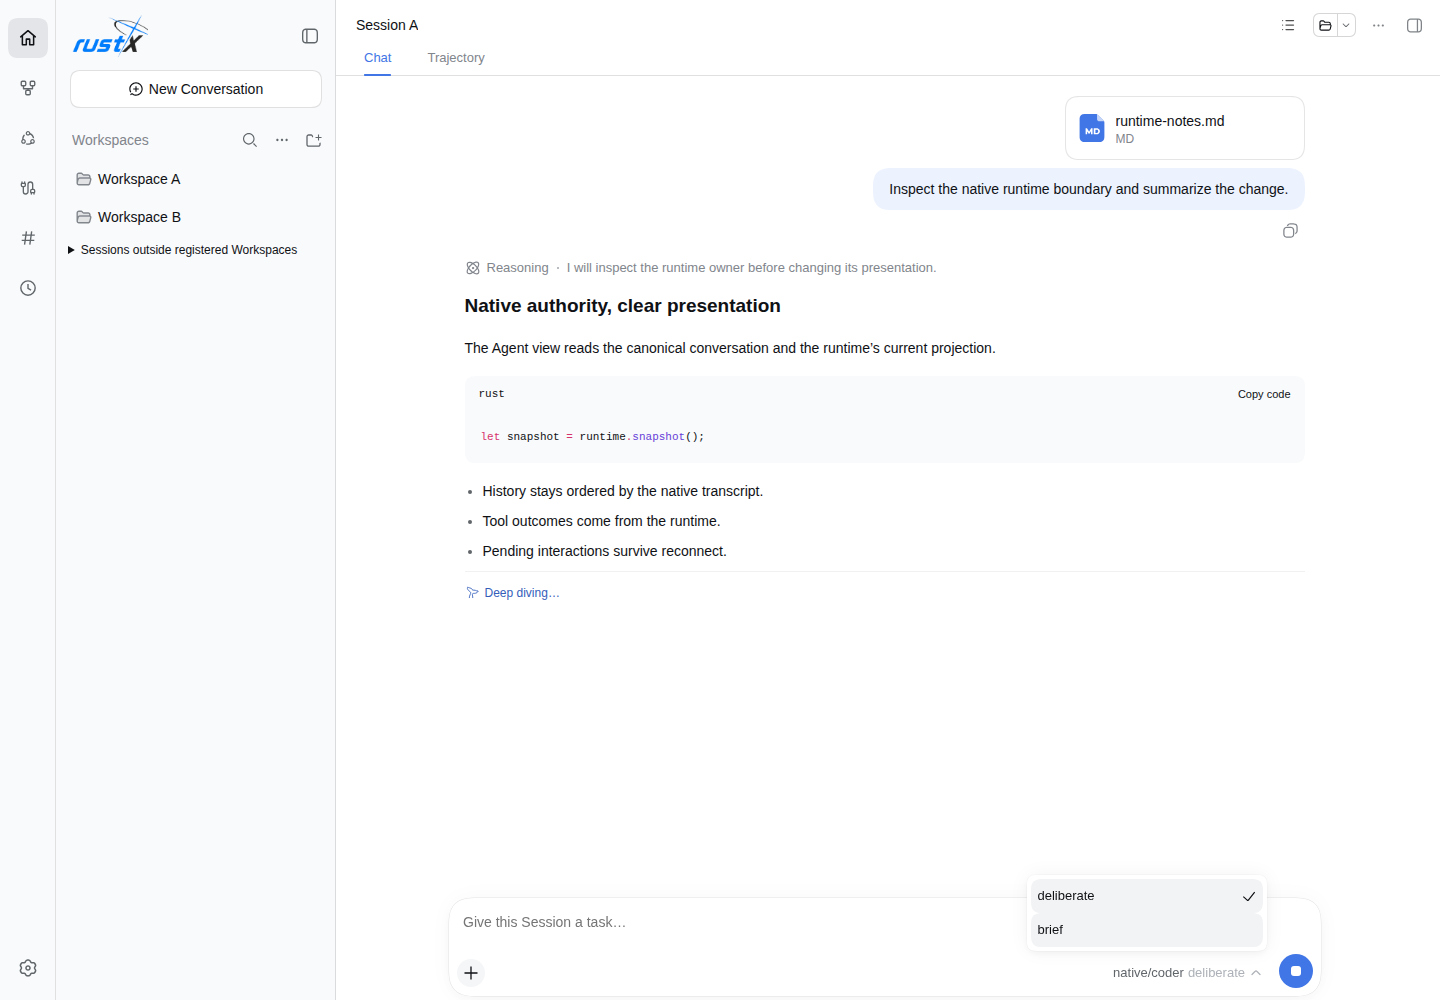 rustX
New Conversation
Workspaces
Workspace A
Workspace B
Sessions outside registered Workspaces
Session A
Chat
Trajectory
MD
runtime-notes.md
MD
Inspect the native runtime boundary and summarize the change.
Reasoning · I will inspect the runtime owner before changing its presentation.
Native authority, clear presentation
The Agent view reads the canonical conversation and the runtime’s current projection.
rust
Copy code
let snapshot = runtime.snapshot();
History stays ordered by the native transcript.
Tool outcomes come from the runtime.
Pending interactions survive reconnect.
Deep diving…
deliberate
brief
Give this Session a task…
native/coder deliberate